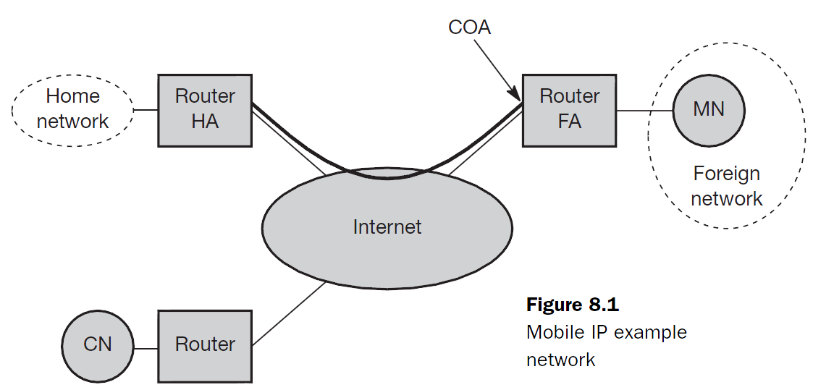 COA
Home
network
Router
HA
Router
FA
MN
Foreign
network
Internet
CN
Router
Figure 8.1
Mobile IP example
network